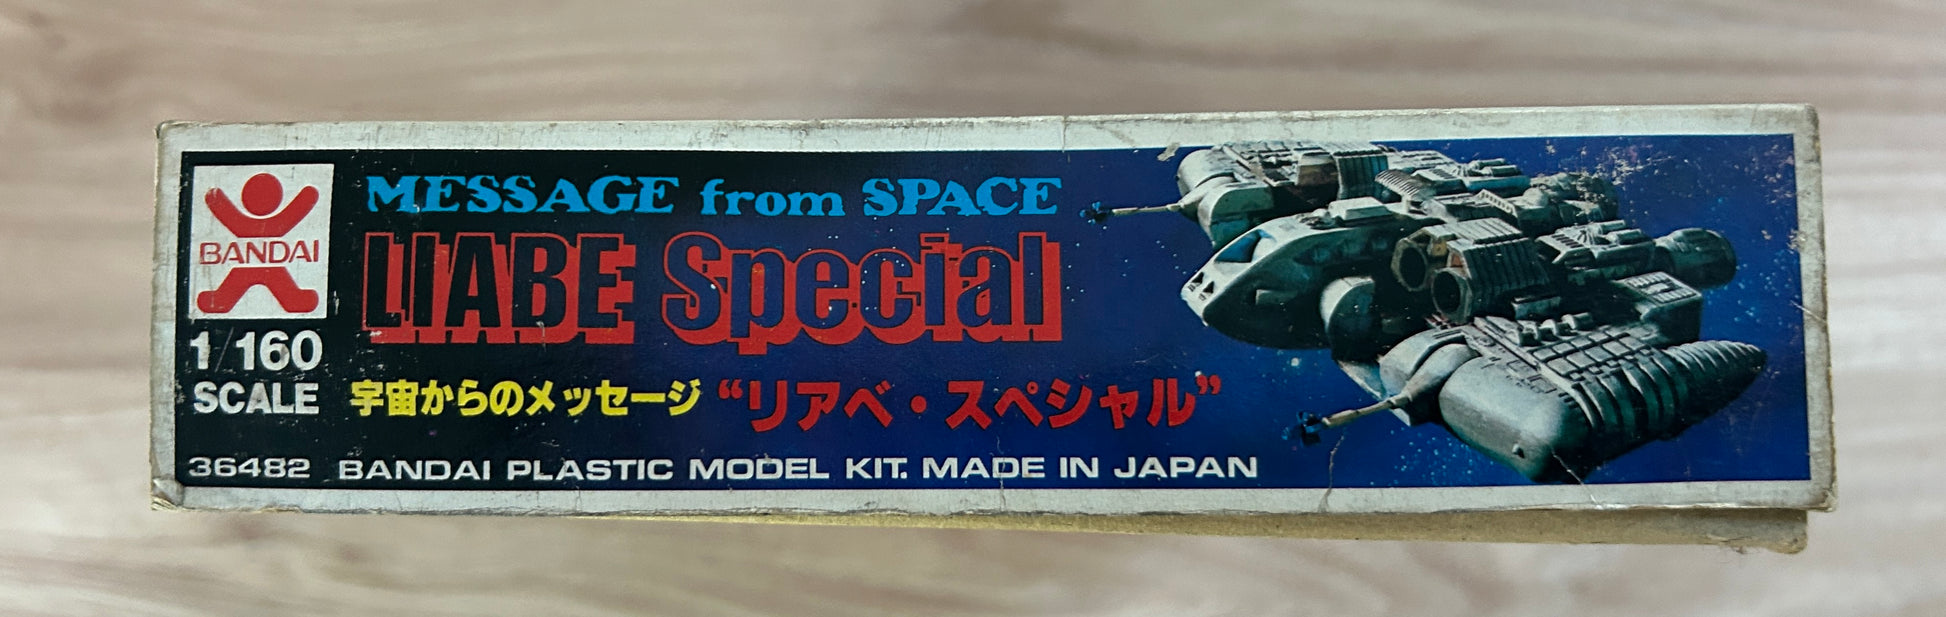 BANDAI
1/160
SCALE
MESSAGE from SPACE
LIABE Special
宇宙からのメッセージ “リアベ・スペシャル”
36482 BANDAI PLASTIC MODEL KIT. MADE IN JAPAN